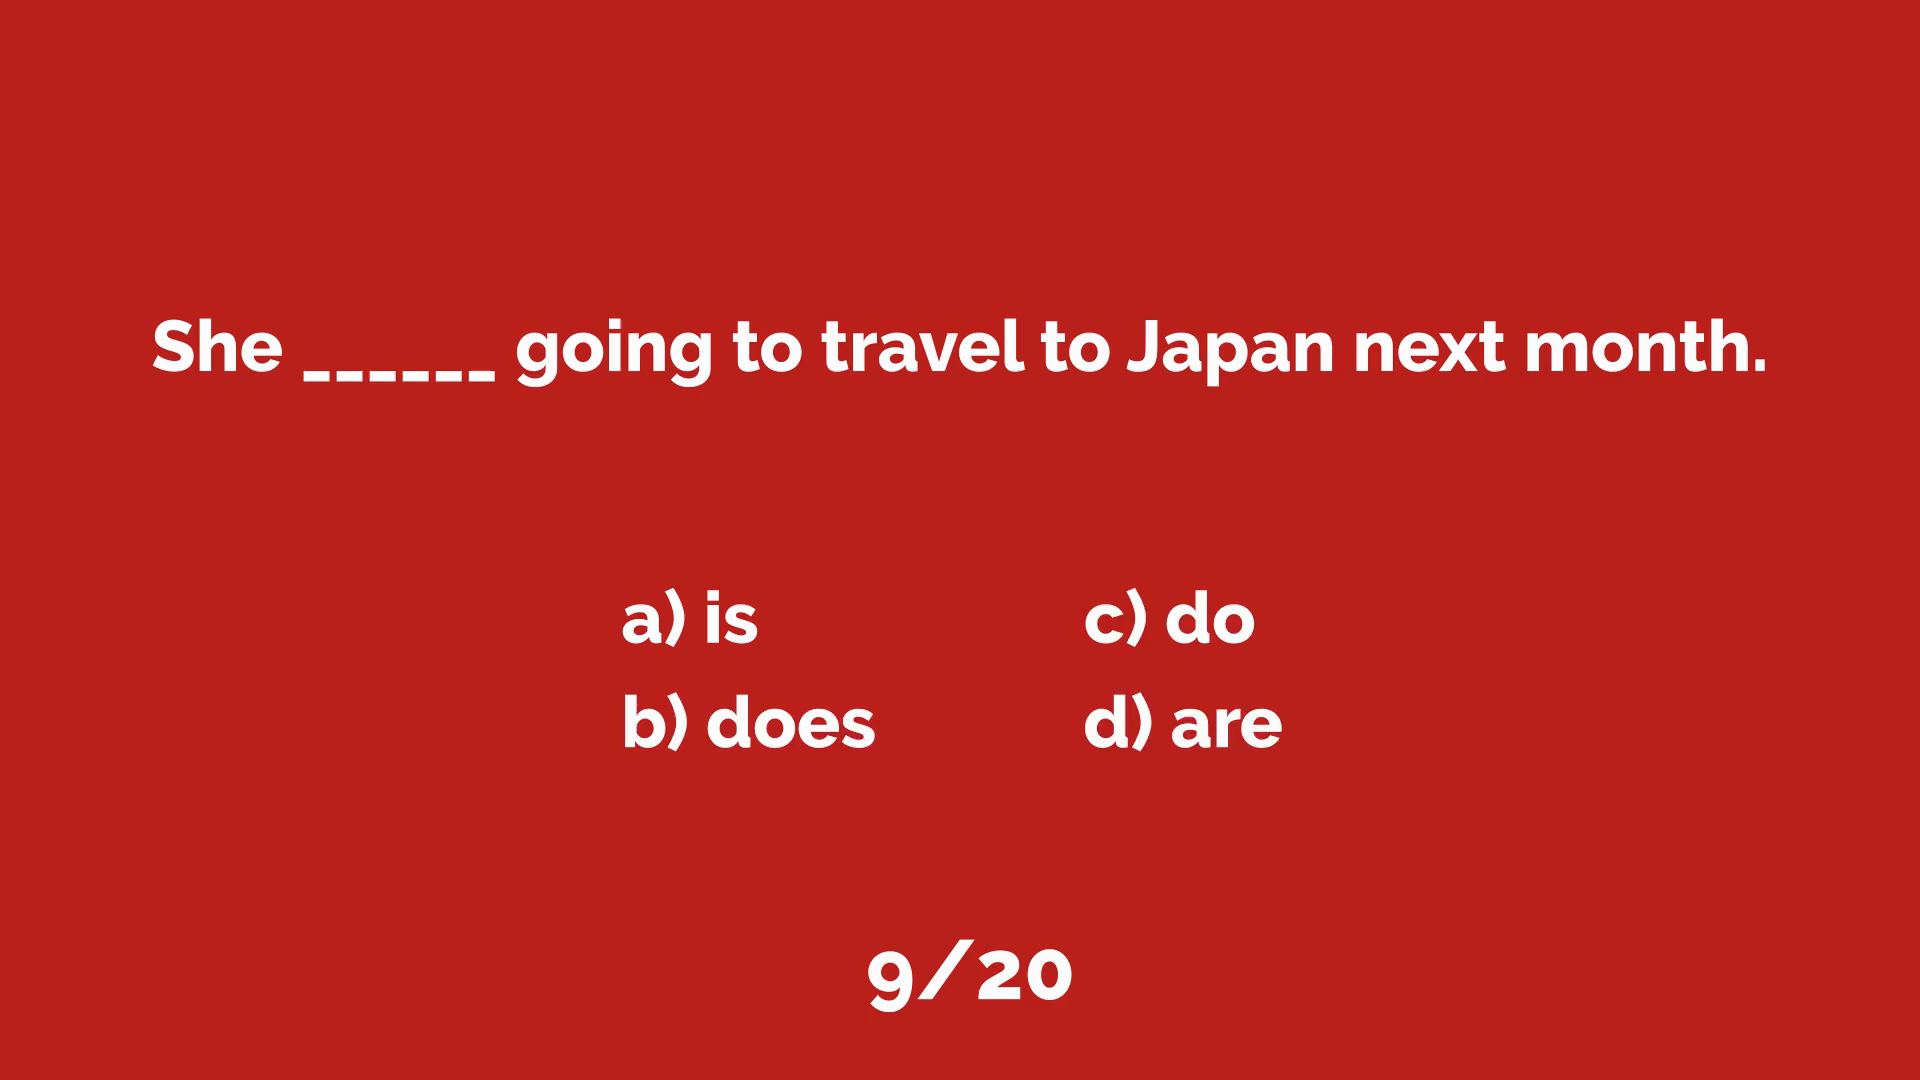 She ______ going to travel to Japan next month.
a) is
b) does
c) do
d) are
9/20